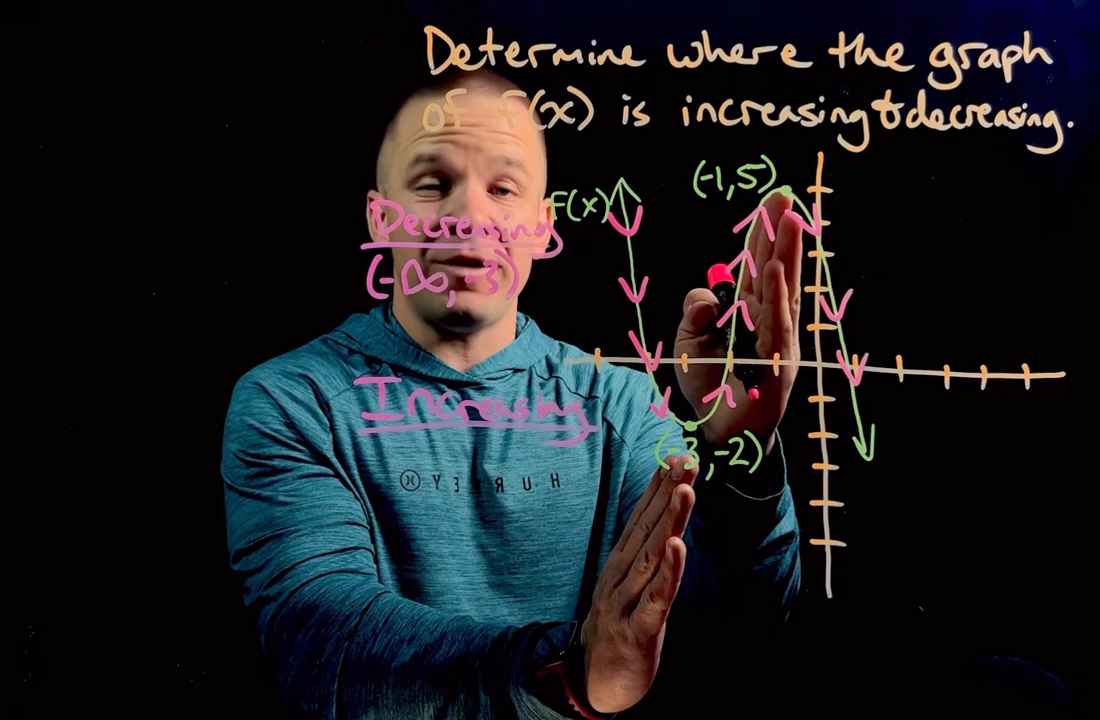 Determine where the graph
of f(x) is increasing & decreasing.
(-1,5)
f(x)
Decreasing
(-∞,-3)
Increasing
(-3,-2)
HURLEY